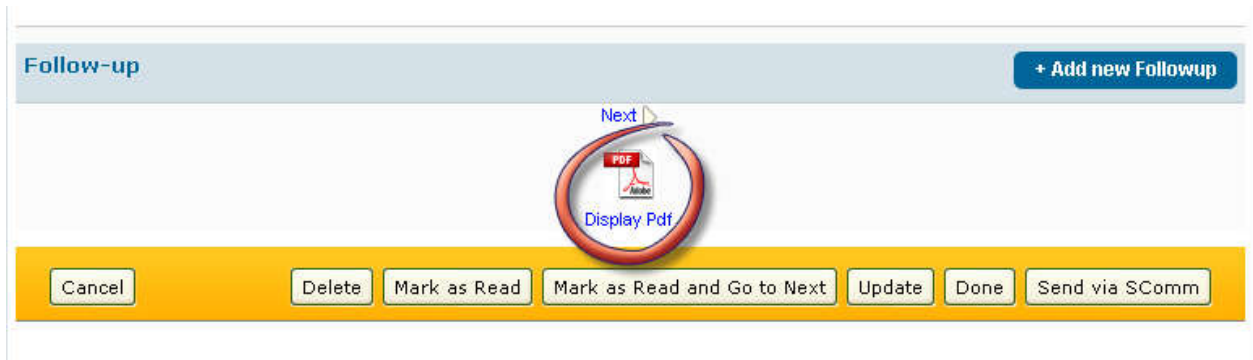 Follow-up
+ Add new Followup
Next
PDF
Adobe
Display Pdf
Cancel
Delete
Mark as Read
Mark as Read and Go to Next
Update
Done
Send via SComm